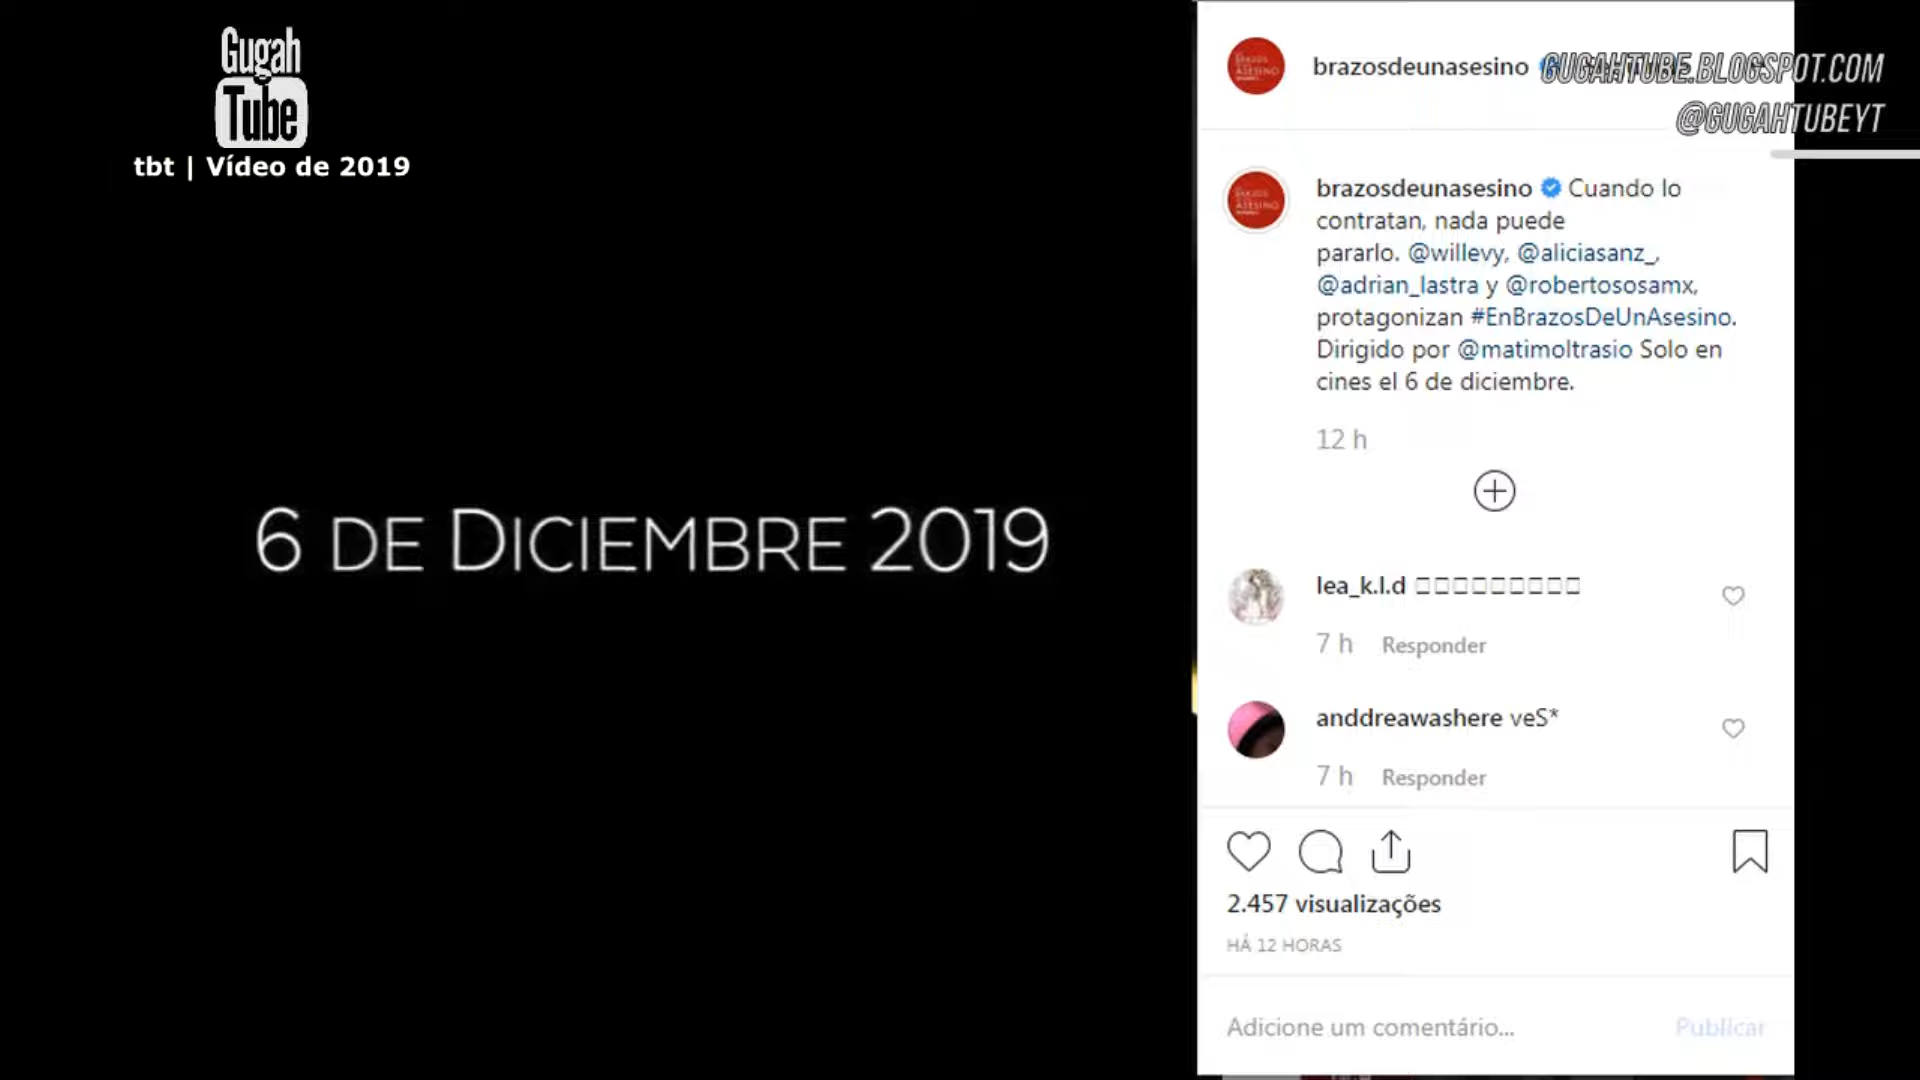 Gugah
Tube
tbt | Vídeo de 2019
6 DE DICIEMBRE 2019
brazosdeunasesino
GUGAHTUBE.BLOGSPOT.COM
@GUGAHTUBEYT
brazosdeunasesino Cuando lo
contratan, nada puede
pararlo. @willevy, @aliciasanz_,
@adrian_lastra y @robertososamx,
protagonizan #EnBrazosDeUnAsesino.
Dirigido por @matimoltrasio Solo en
cines el 6 de diciembre.
12 h
lea_k.l.d
7 h Responder
anddreawashere veS*
7 h Responder
2.457 visualizações
HÁ 12 HORAS
Adicione um comentário...
Publicar